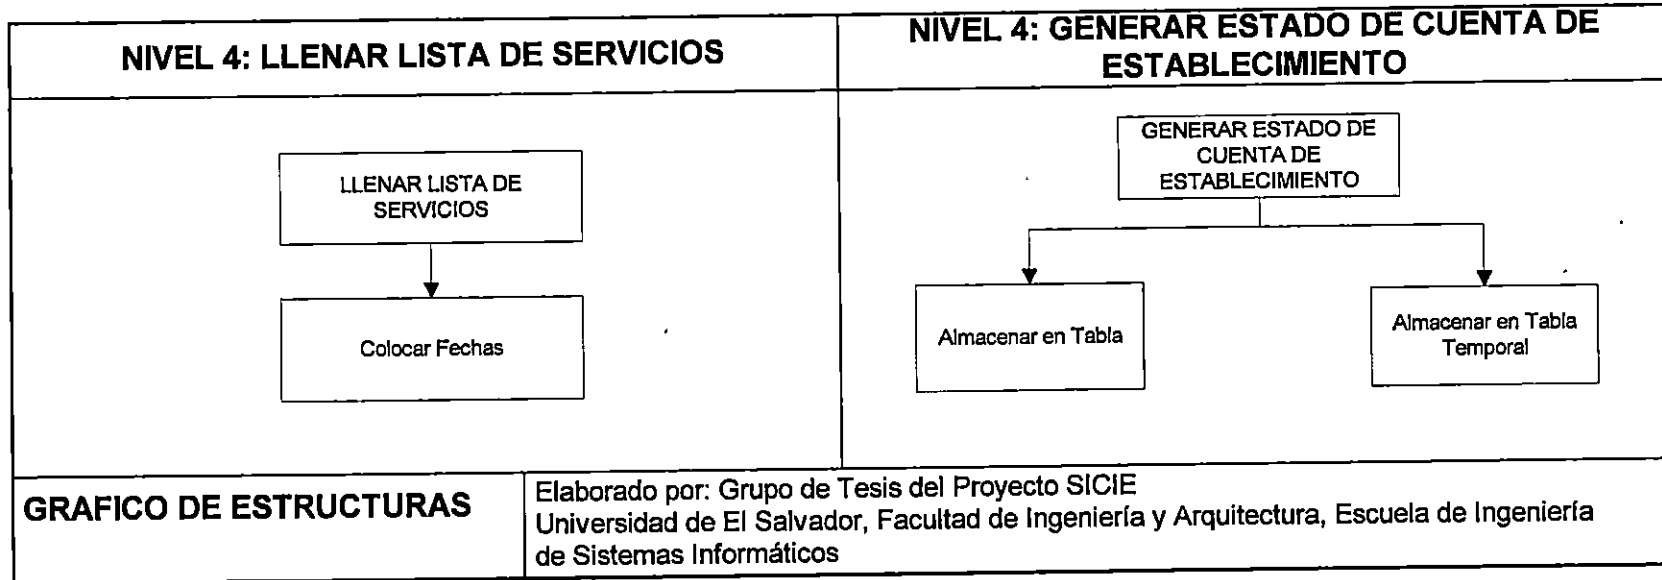 NIVEL 4: LLENAR LISTA DE SERVICIOS
NIVEL 4: GENERAR ESTADO DE CUENTA DE
ESTABLECIMIENTO
LLENAR LISTA DE
SERVICIOS
Colocar Fechas
GENERAR ESTADO DE
CUENTA DE
ESTABLECIMIENTO
Almacenar en Tabla
Almacenar en Tabla
Temporal
GRAFICO DE ESTRUCTURAS
Elaborado por: Grupo de Tesis del Proyecto SICIE
Universidad de El Salvador, Facultad de Ingeniería y Arquitectura, Escuela de Ingeniería
de Sistemas Informáticos